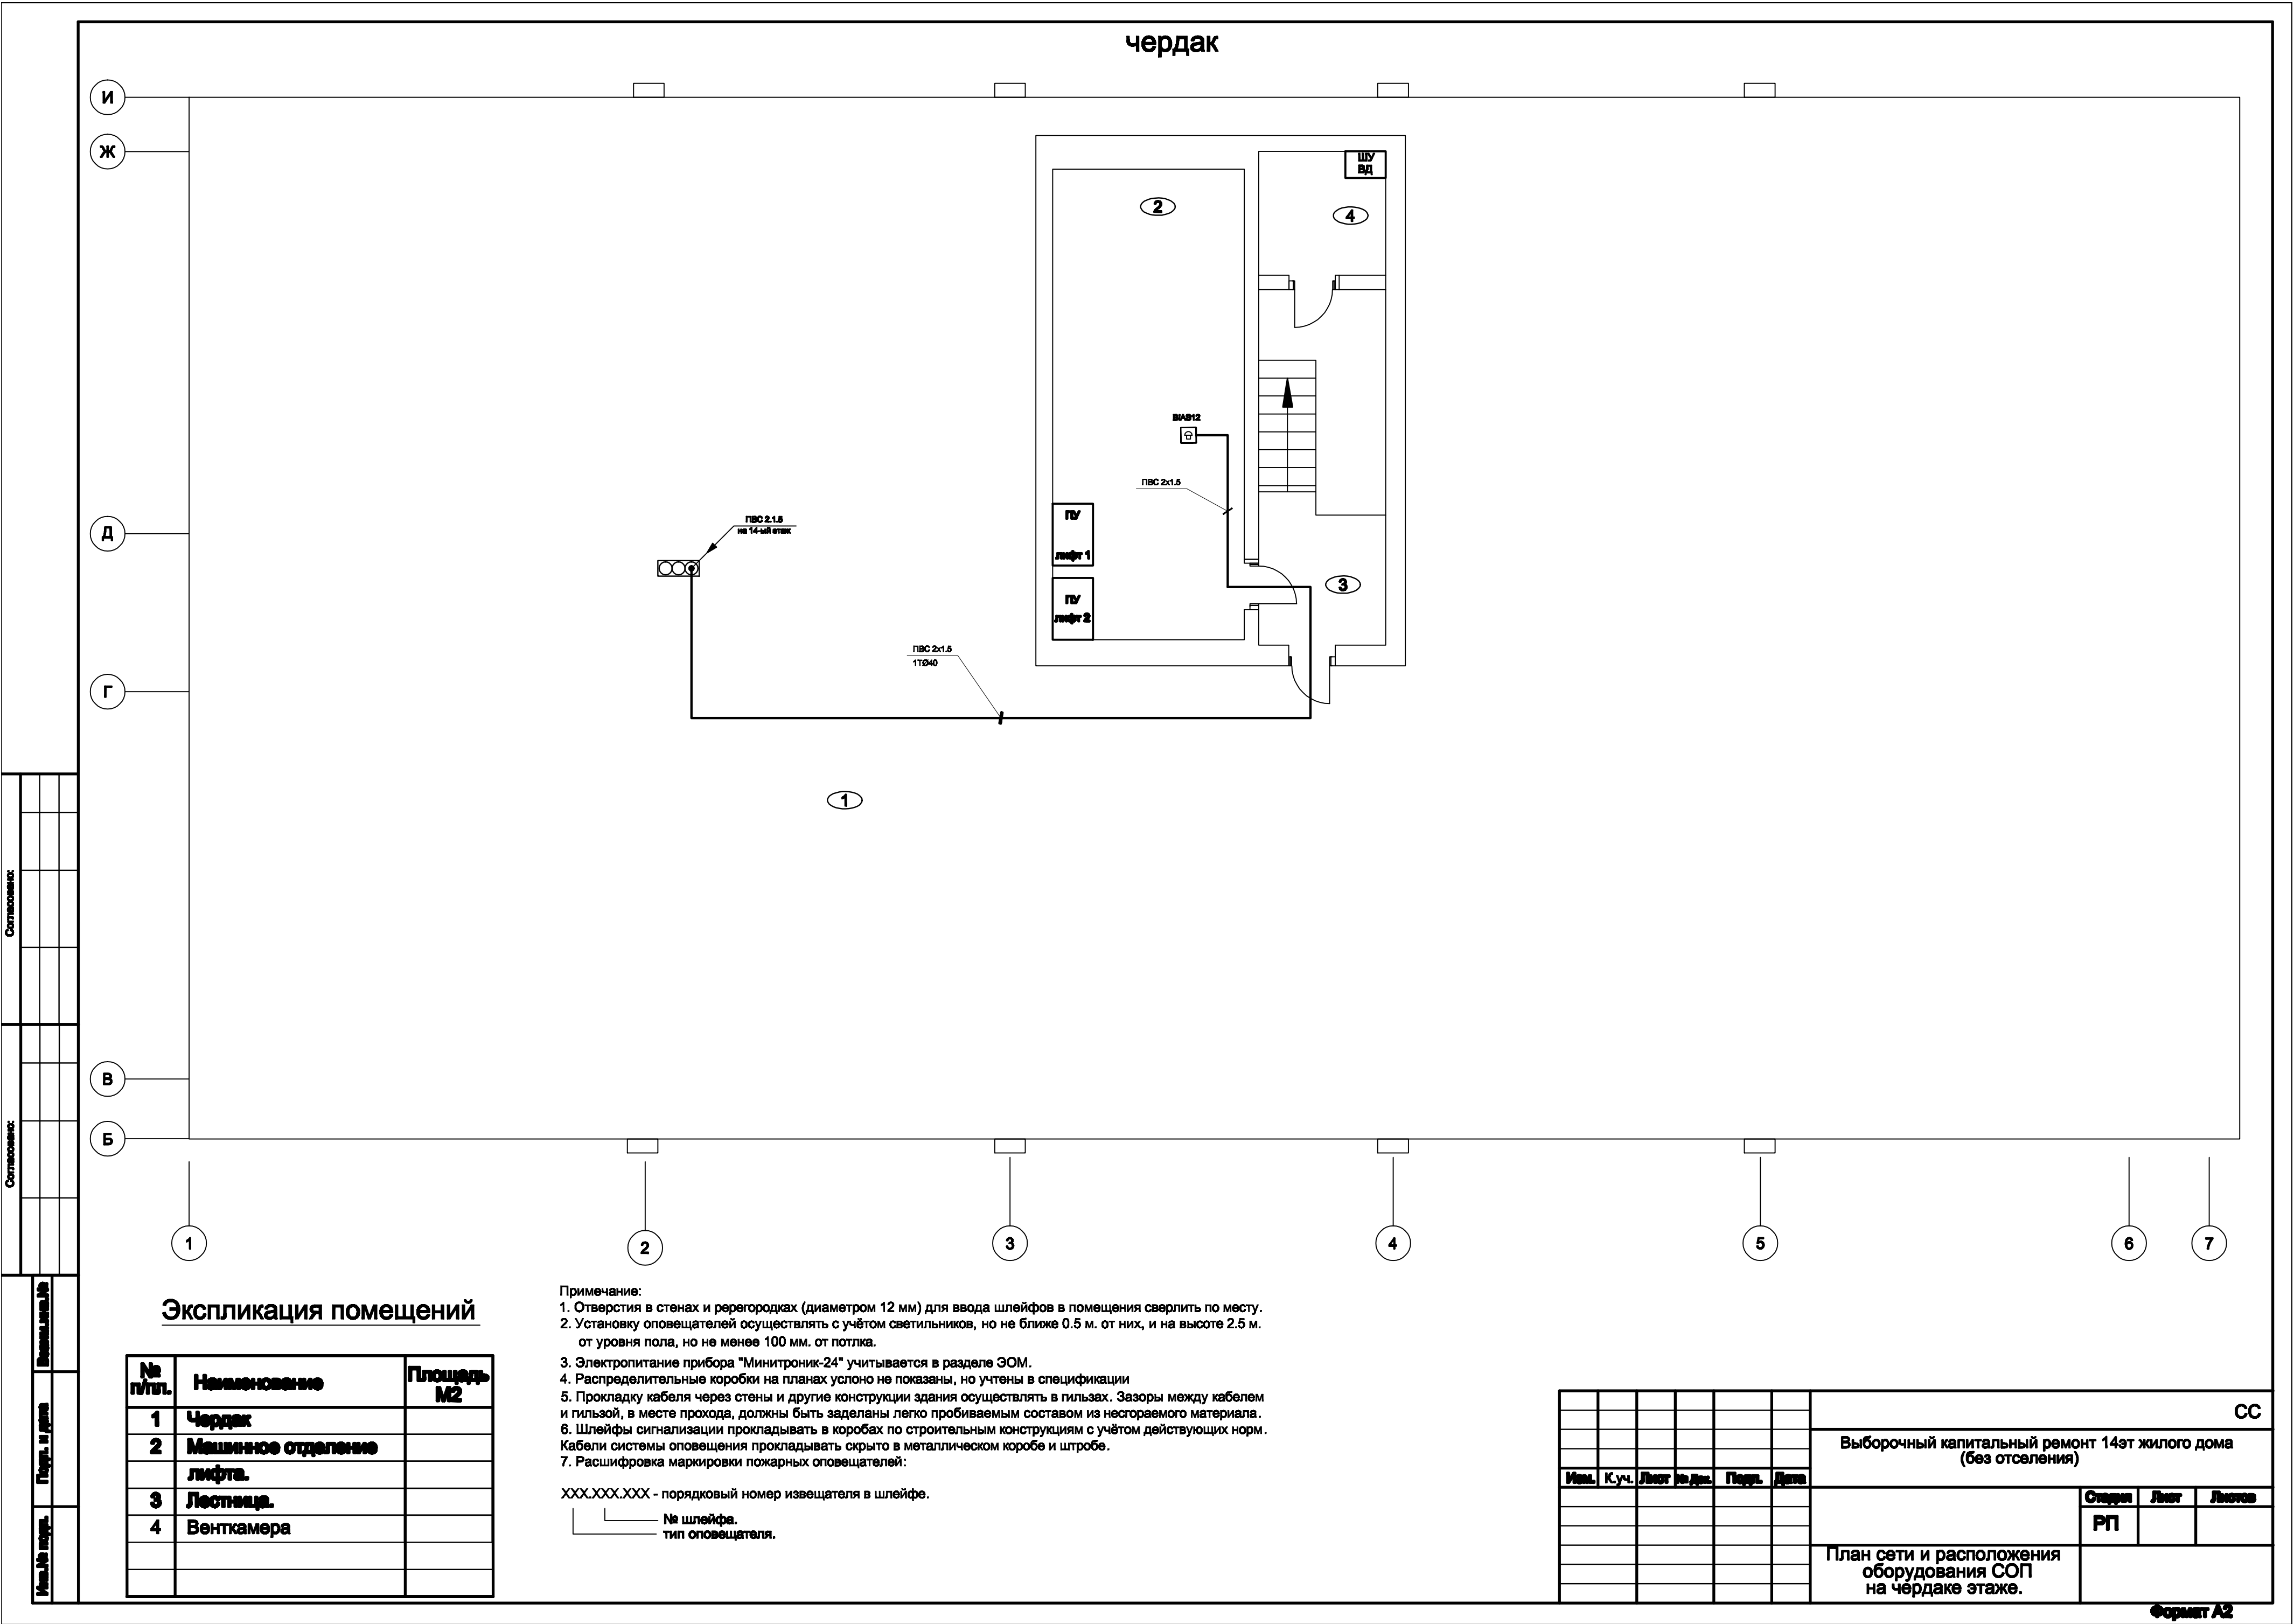 чердак
И
Ж
Д
Г
В
Б
ШУ
ВД
2
4
BIAS12
ПВС 2х1.5
ПУ
лифт 1
ПУ
лифт 2
3
ПВС 2.1.5
на 14-ый этаж
ПВС 2х1.5
1ТØ40
1
1
2
3
4
5
6
7
Согласовано:
Согласовано:
Взаем.инв.№
Подп. и дата
Инв.№ подл.
Экспликация помещений
№ п/пл.
Наименование
Площадь М2
1 Чердак
2 Машинное отделение
лифта.
3 Лестница.
4 Венткамера
Примечание:
1. Отверстия в стенах и ререгородках (диаметром 12 мм) для ввода шлейфов в помещения сверлить по месту.
2. Установку оповещателей осуществлять с учётом светильников, но не ближе 0.5 м. от них, и на высоте 2.5 м.
от уровня пола, но не менее 100 мм. от потлка.
3. Электропитание прибора "Минитроник-24" учитывается в разделе ЭОМ.
4. Распределительные коробки на планах услоно не показаны, но учтены в спецификации
5. Прокладку кабеля через стены и другие конструкции здания осуществлять в гильзах. Зазоры между кабелем
и гильзой, в месте прохода, должны быть заделаны легко пробиваемым составом из несгораемого материала.
6. Шлейфы сигнализации прокладывать в коробах по строительным конструкциям с учётом действующих норм.
Кабели системы оповещения прокладывать скрыто в металлическом коробе и штробе.
7. Расшифровка маркировки пожарных оповещателей:
XXX.XXX.XXX - порядковый номер извещателя в шлейфе.
№ шлейфа.
тип оповещателя.
СС
Выборочный капитальный ремонт 14эт жилого дома
(без отселения)
Изм. К.уч. Лист № Док. Подп. Дата
Стадия Лист Листов
РП
План сети и расположения
оборудования СОП
на чердаке этаже.
Формат А2